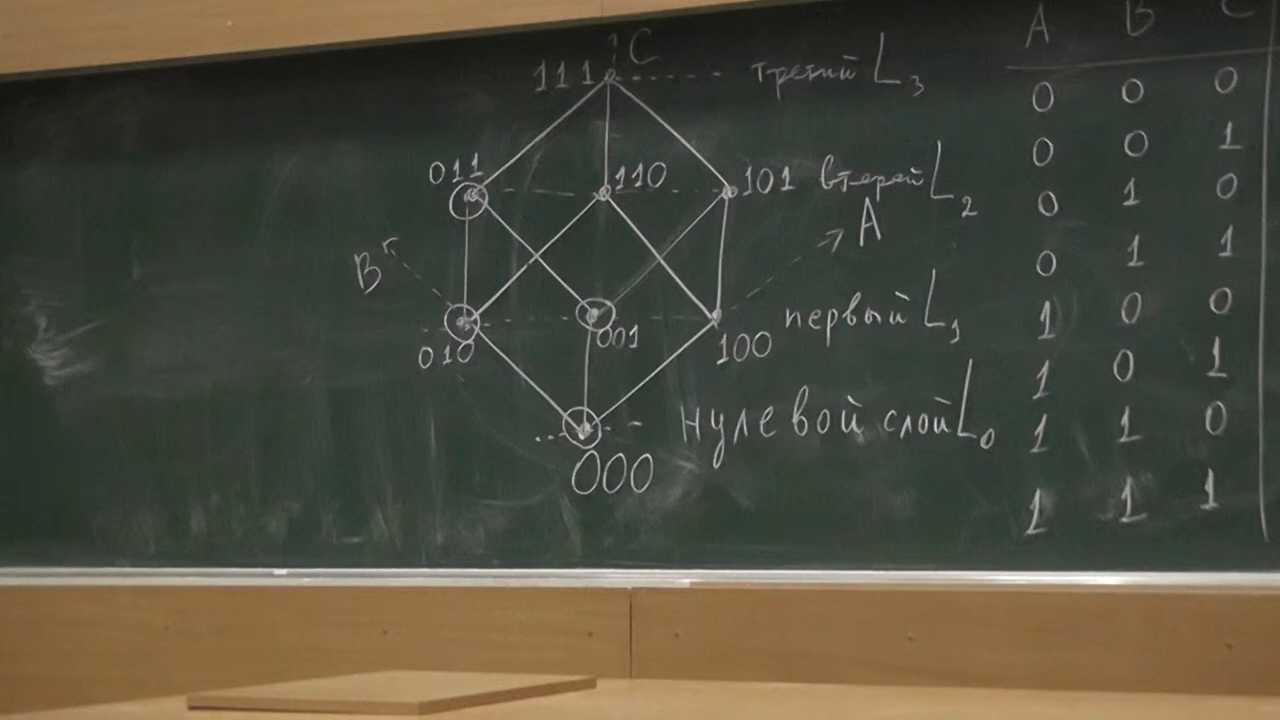 C
111 третий L3
011 110 101 второй L2
A
B
первый L1
010 001 100
нулевой слой L0
000
A B C
0 0 0
0 0 1
0 1 0
0 1 1
1 0 0
1 0 1
1 1 0
1 1 1